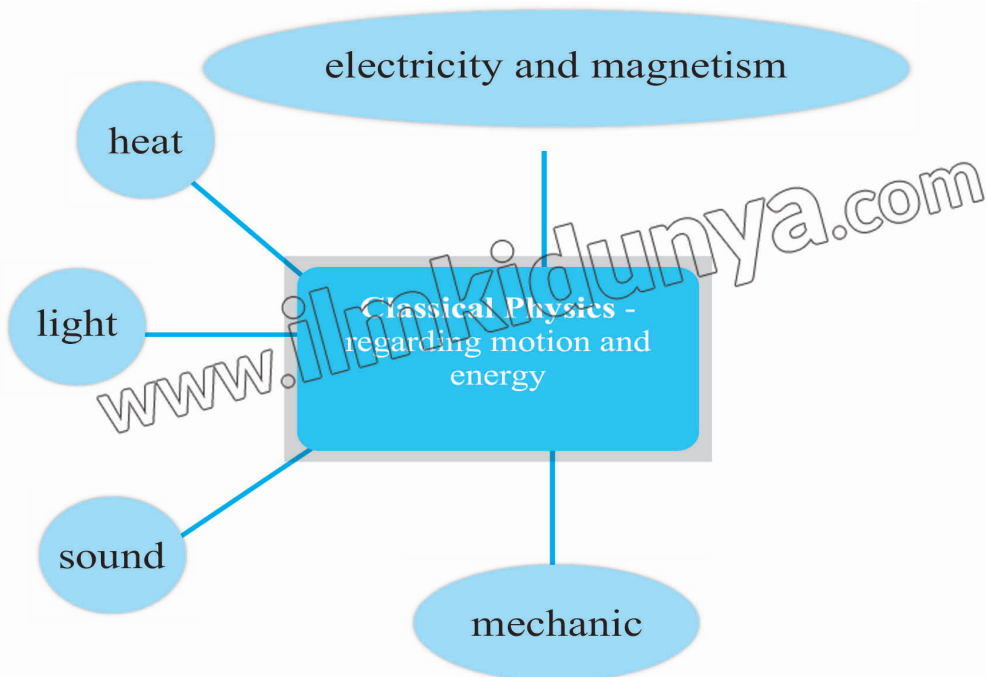 electricity and magnetism
heat
light
Classical Physics -
regarding motion and
energy
www.ilmkidunya.com
sound
mechanic